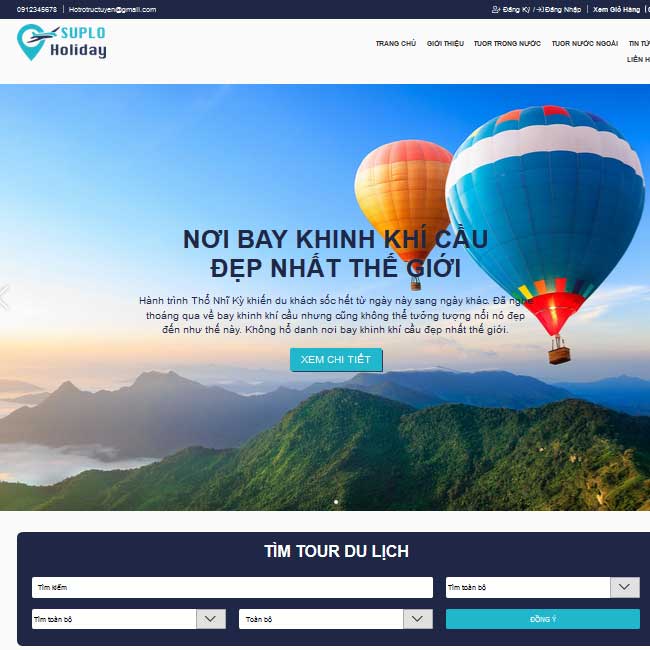 0912345678 | Hotrotructuyen@gmail.com
Đăng Ký / Đăng Nhập | Xem Giỏ Hàng |
SUPLO
Holiday
TRANG CHỦ GIỚI THIỆU TUOR TRONG NƯỚC TUOR NƯỚC NGOÀI TIN TỨ
LIÊN H
NƠI BAY KHINH KHÍ CẦU
ĐẸP NHẤT THẾ GIỚI
Hành trình Thổ Nhĩ Kỳ khiến du khách sốc hết từ ngày này sang ngày khác. Đã nghe
thoáng qua về bay khinh khí cầu nhưng cũng không thể tưởng tượng nổi nó đẹp
đến như thế này. Không hổ danh nơi bay khinh khí cầu đẹp nhất thế giới.
XEM CHI TIẾT
TÌM TOUR DU LỊCH
Tìm kiếm
Tìm toàn bộ
Tìm toàn bộ
Toàn bộ
ĐỒNG Ý